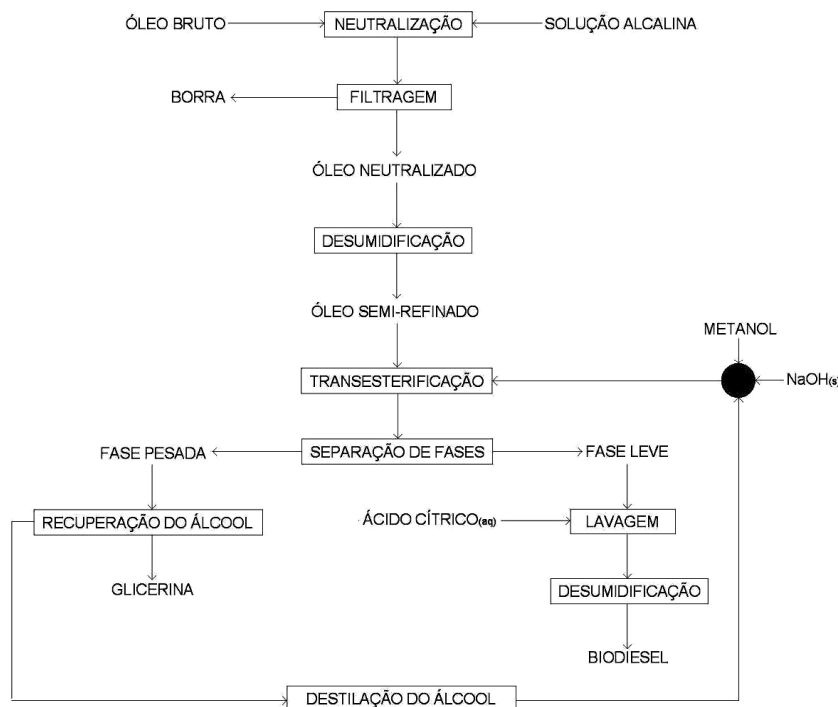 ÓLEO BRUTO NEUTRALIZAÇÃO SOLUÇÃO ALCALINA
BORRA FILTRAGEM
ÓLEO NEUTRALIZADO
DESUMIDIFICAÇÃO
ÓLEO SEMI-REFINADO
METANOL
TRANSESTERIFICAÇÃO NaOH(s)
FASE PESADA SEPARAÇÃO DE FASES FASE LEVE
RECUPERAÇÃO DO ÁLCOOL ÁCIDO CÍTRICO(aq) LAVAGEM
GLICERINA DESUMIDIFICAÇÃO
BIODIESEL
DESTILAÇÃO DO ÁLCOOL